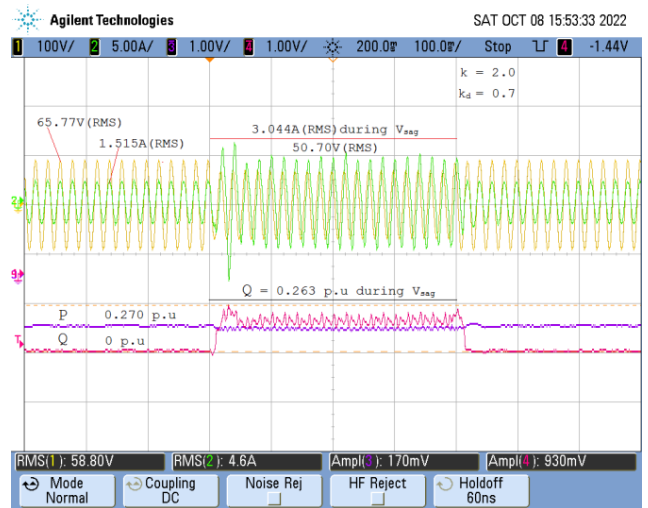 Agilent Technologies SAT OCT 08 15:53:33 2022
1 100V/ 2 5.00A/ 3 1.00V/ 4 1.00V/ 200.0m 100.0m/ Stop 4 -1.44V
k = 2.0
kd = 0.7
65.77V(RMS)
1.515A(RMS)
3.044A(RMS)during Vsag
50.70V(RMS)
2
Q = 0.263 p.u during Vsag
P 0.270 p.u
Q 0 p.u
T
RMS(1): 58.80V RMS(2): 4.6A Ampl(3): 170mV Ampl(4): 930mV
Mode Coupling Noise Rej HF Reject Holdoff
Normal DC 60ns